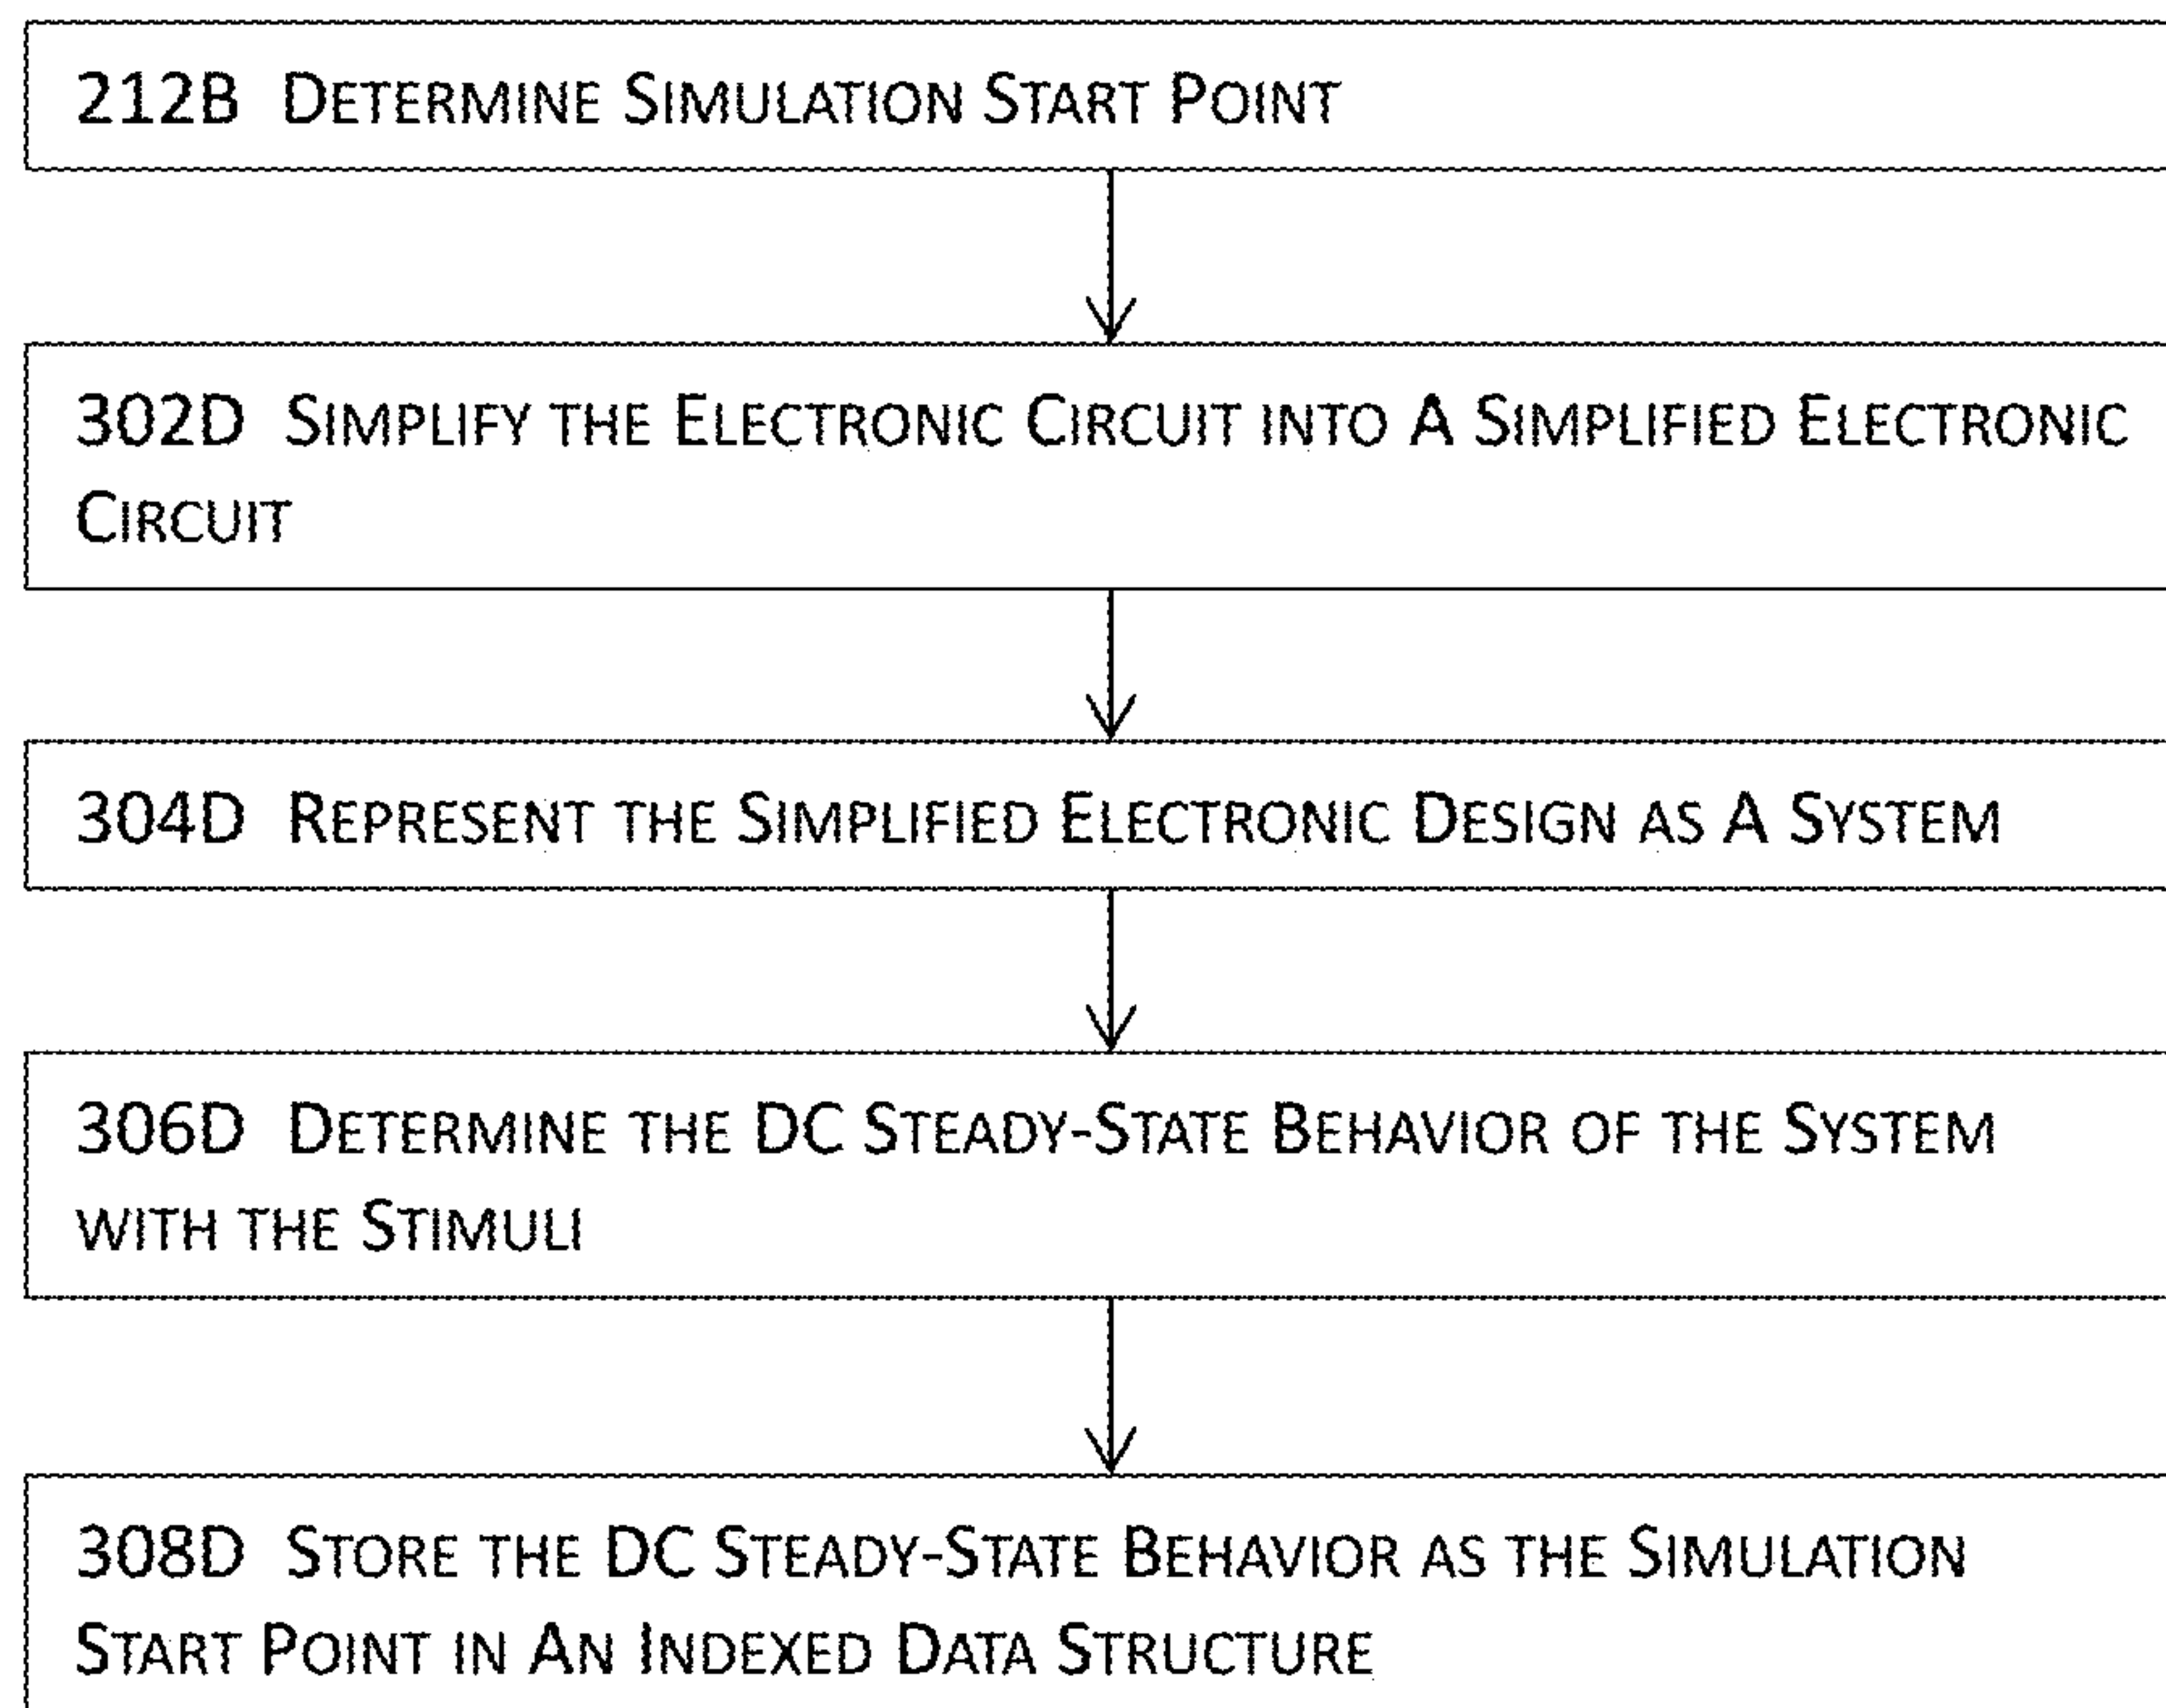 212B Determine Simulation Start Point
302D Simplify the Electronic Circuit into A Simplified Electronic
Circuit
304D Represent the Simplified Electronic Design as A System
306D Determine the DC Steady-State Behavior of the System
with the Stimuli
308D Store the DC Steady-State Behavior as the Simulation
Start Point in An Indexed Data Structure